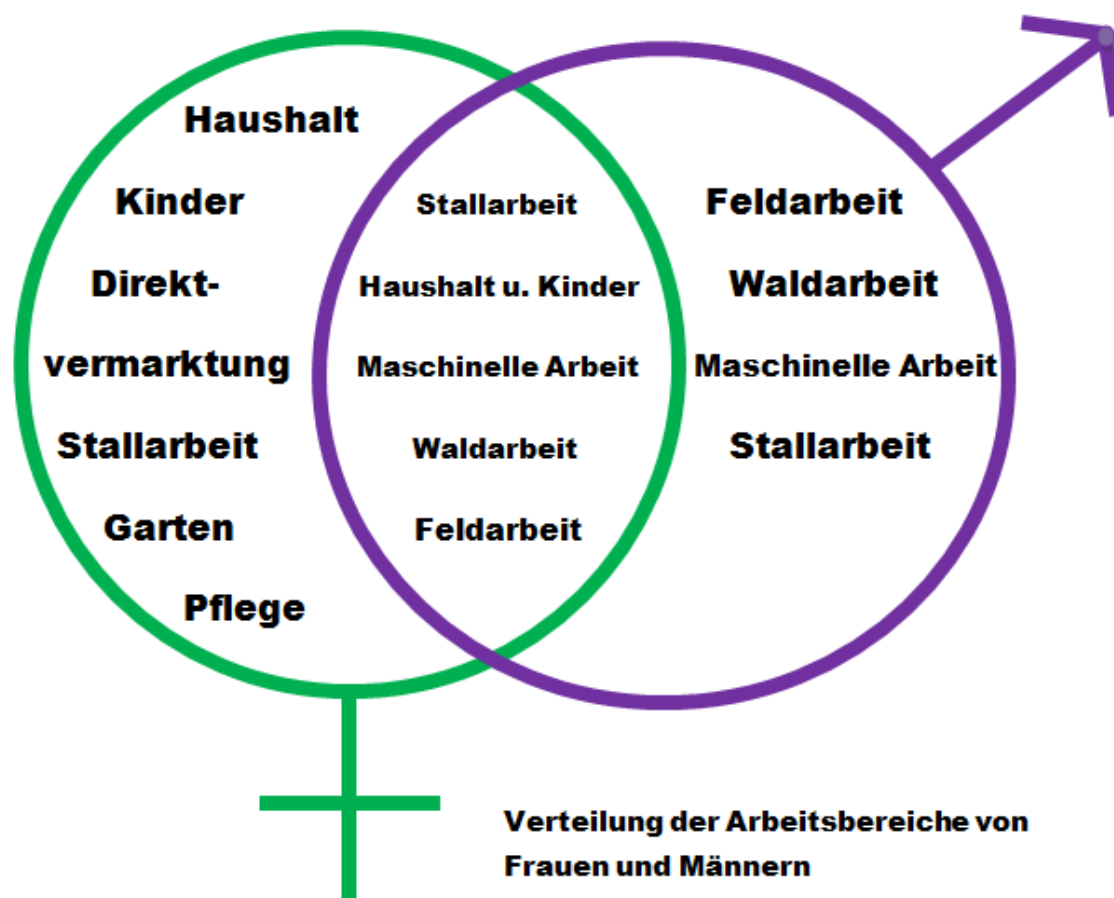 Haushalt
Kinder
Direkt-
vermarktung
Stallarbeit
Garten
Pflege
Stallarbeit
Haushalt u. Kinder
Maschinelle Arbeit
Waldarbeit
Feldarbeit
Feldarbeit
Waldarbeit
Maschinelle Arbeit
Stallarbeit
Verteilung der Arbeitsbereiche von
Frauen und Männern